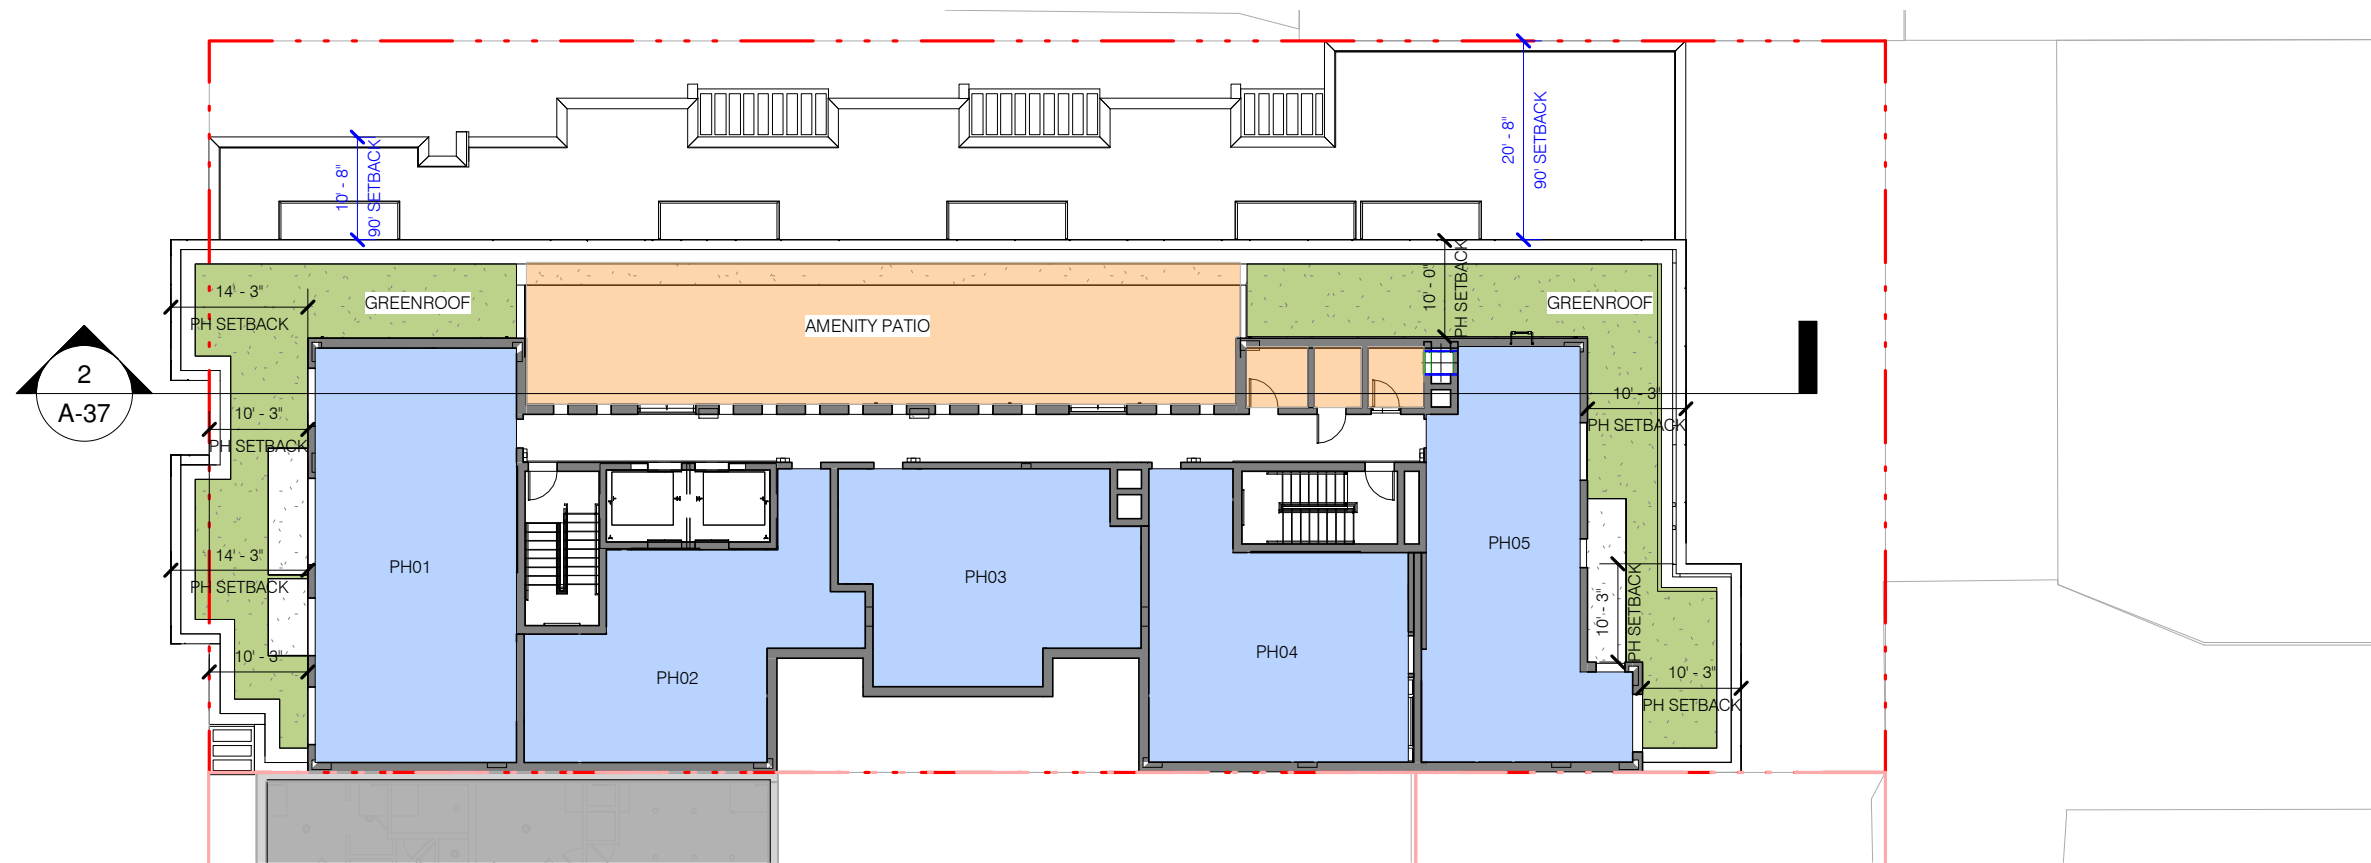 10' - 8"
90' SETBACK
20' - 8"
90' SETBACK
14' - 3"
PH SETBACK
GREENROOF
AMENITY PATIO
10' - 0"
PH SETBACK
GREENROOF
2
A-37
10' - 3"
PH SETBACK
10' - 3"
PH SETBACK
14' - 3"
PH SETBACK
PH01
PH02
PH03
PH04
PH05
10' - 3"
PH SETBACK
10' - 3"
10' - 3"
PH SETBACK